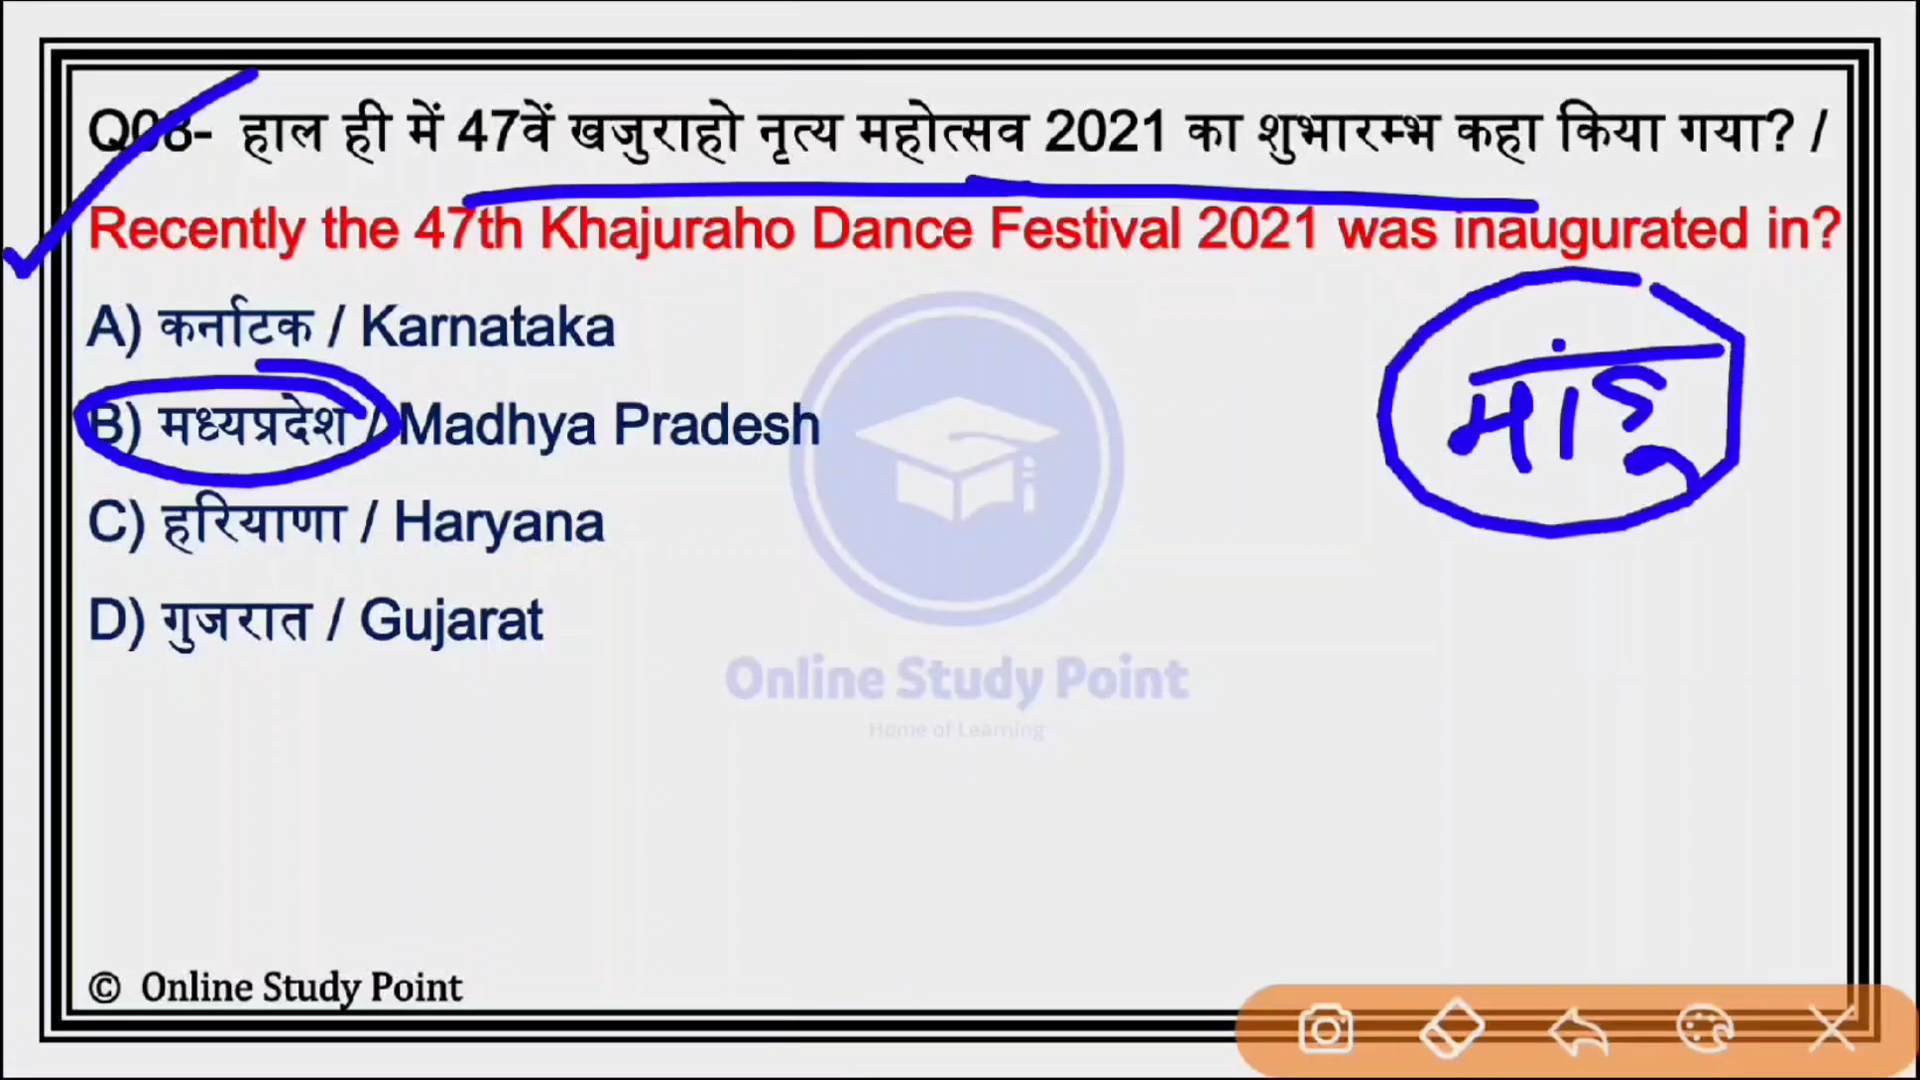 Q08- हाल ही में 47वें खजुराहो नृत्य महोत्सव 2021 का शुभारम्भ कहा किया गया? /
Recently the 47th Khajuraho Dance Festival 2021 was inaugurated in?
A) कर्नाटक / Karnataka
B) मध्यप्रदेश / Madhya Pradesh
C) हरियाणा / Haryana
D) गुजरात / Gujarat
मांडू
Online Study Point
Home of Learning
© Online Study Point